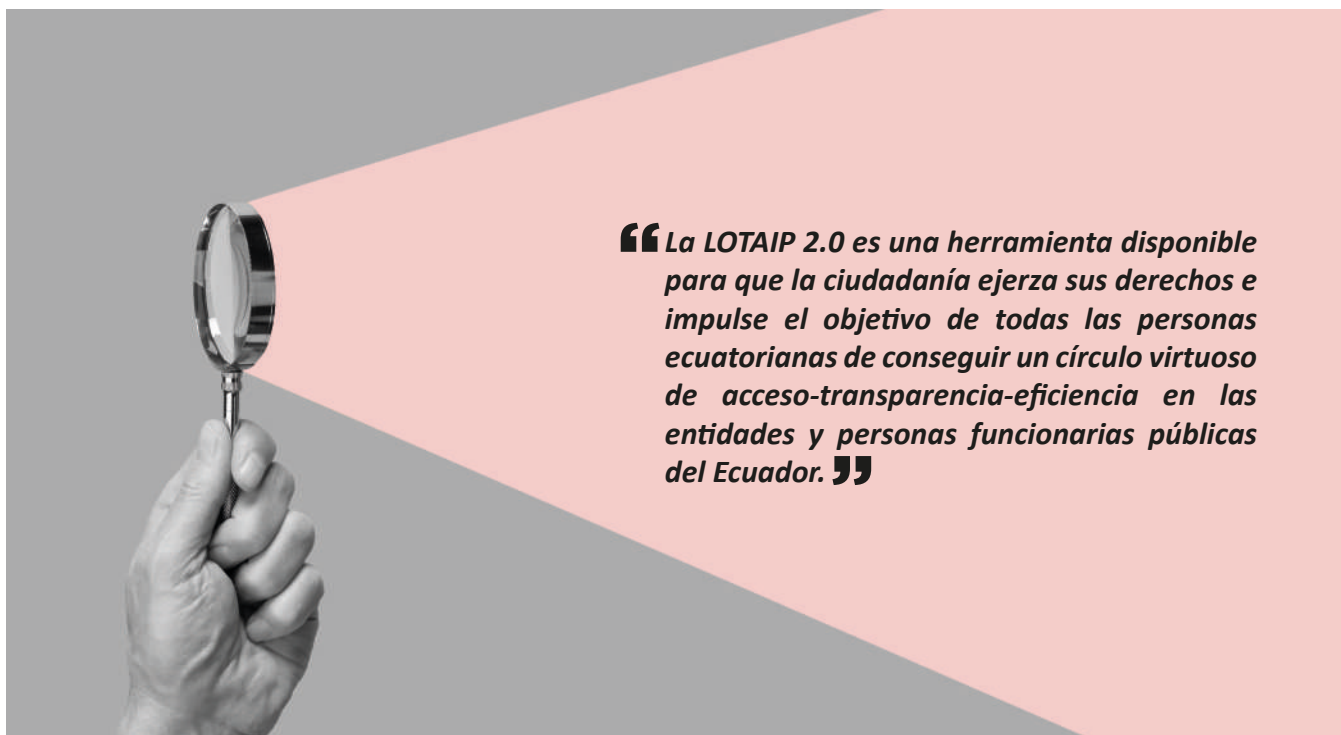 “La LOTAIP 2.0 es una herramienta disponible
para que la ciudadanía ejerza sus derechos e
impulse el objetivo de todas las personas
ecuatorianas de conseguir un círculo virtuoso
de acceso-transparencia-eficiencia en las
entidades y personas funcionarias públicas
del Ecuador.”